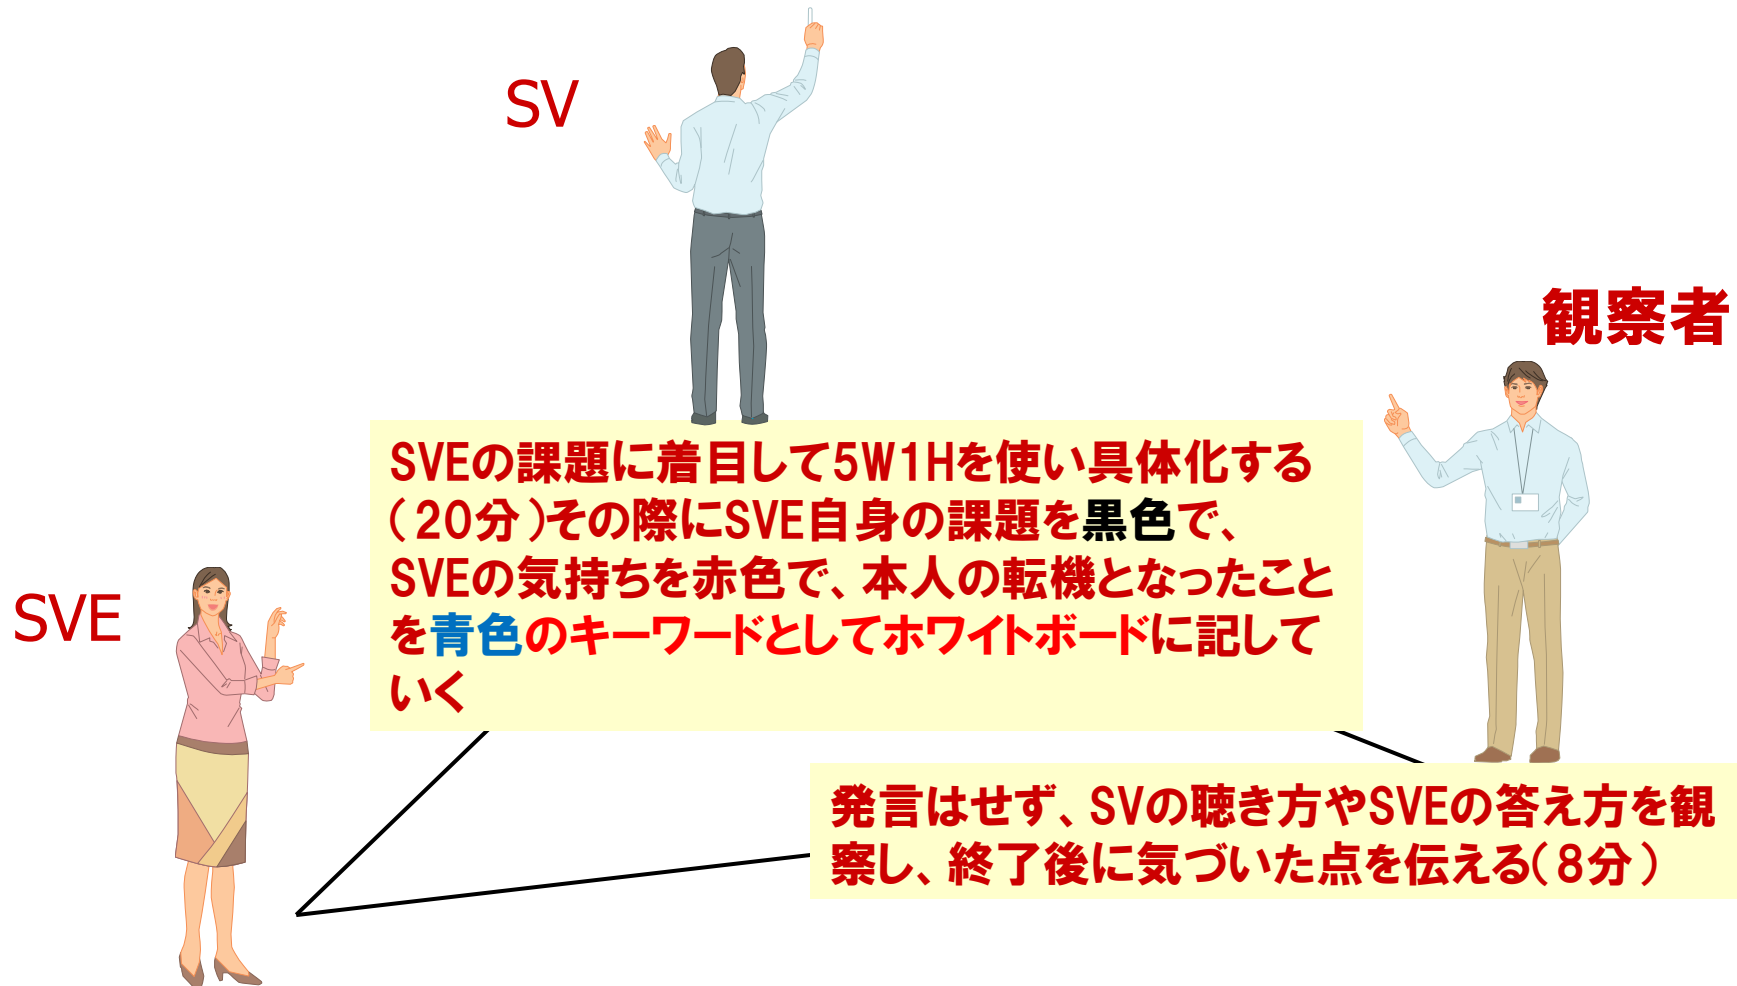 SV
観察者
SVEの課題に着目して5W1Hを使い具体化する
(20分)その際にSVE自身の課題を黒色で、
SVEの気持ちを赤色で、本人の転機となったこと
を青色のキーワードとしてホワイトボードに記して
いく
SVE
発言はせず、SVの聴き方やSVEの答え方を観
察し、終了後に気づいた点を伝える(8分)